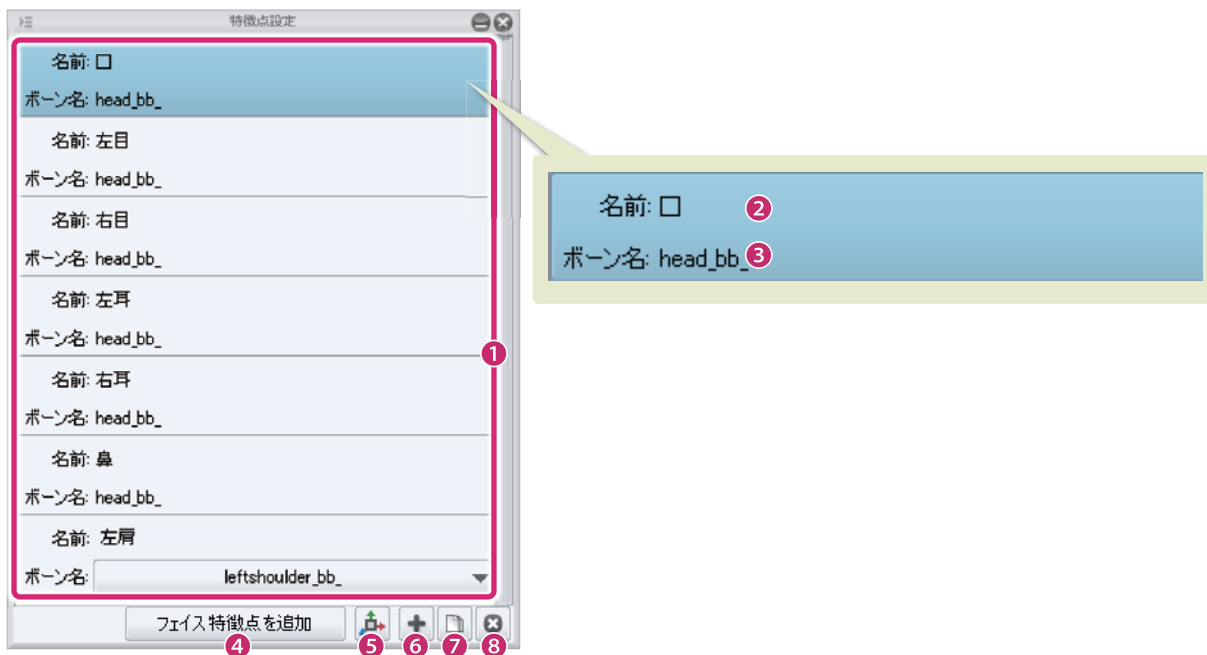 特徴点設定
名前: 口
ボーン名: head_bb_
名前: 左目
ボーン名: head_bb_
名前: 右目
ボーン名: head_bb_
名前: 左耳
ボーン名: head_bb_
名前: 右耳
ボーン名: head_bb_
名前: 鼻
ボーン名: head_bb_
名前: 左肩
ボーン名: leftshoulder_bb_
1
フェイス特徴点を追加
4
5
6
7
8
名前: 口 2
ボーン名: head_bb_ 3